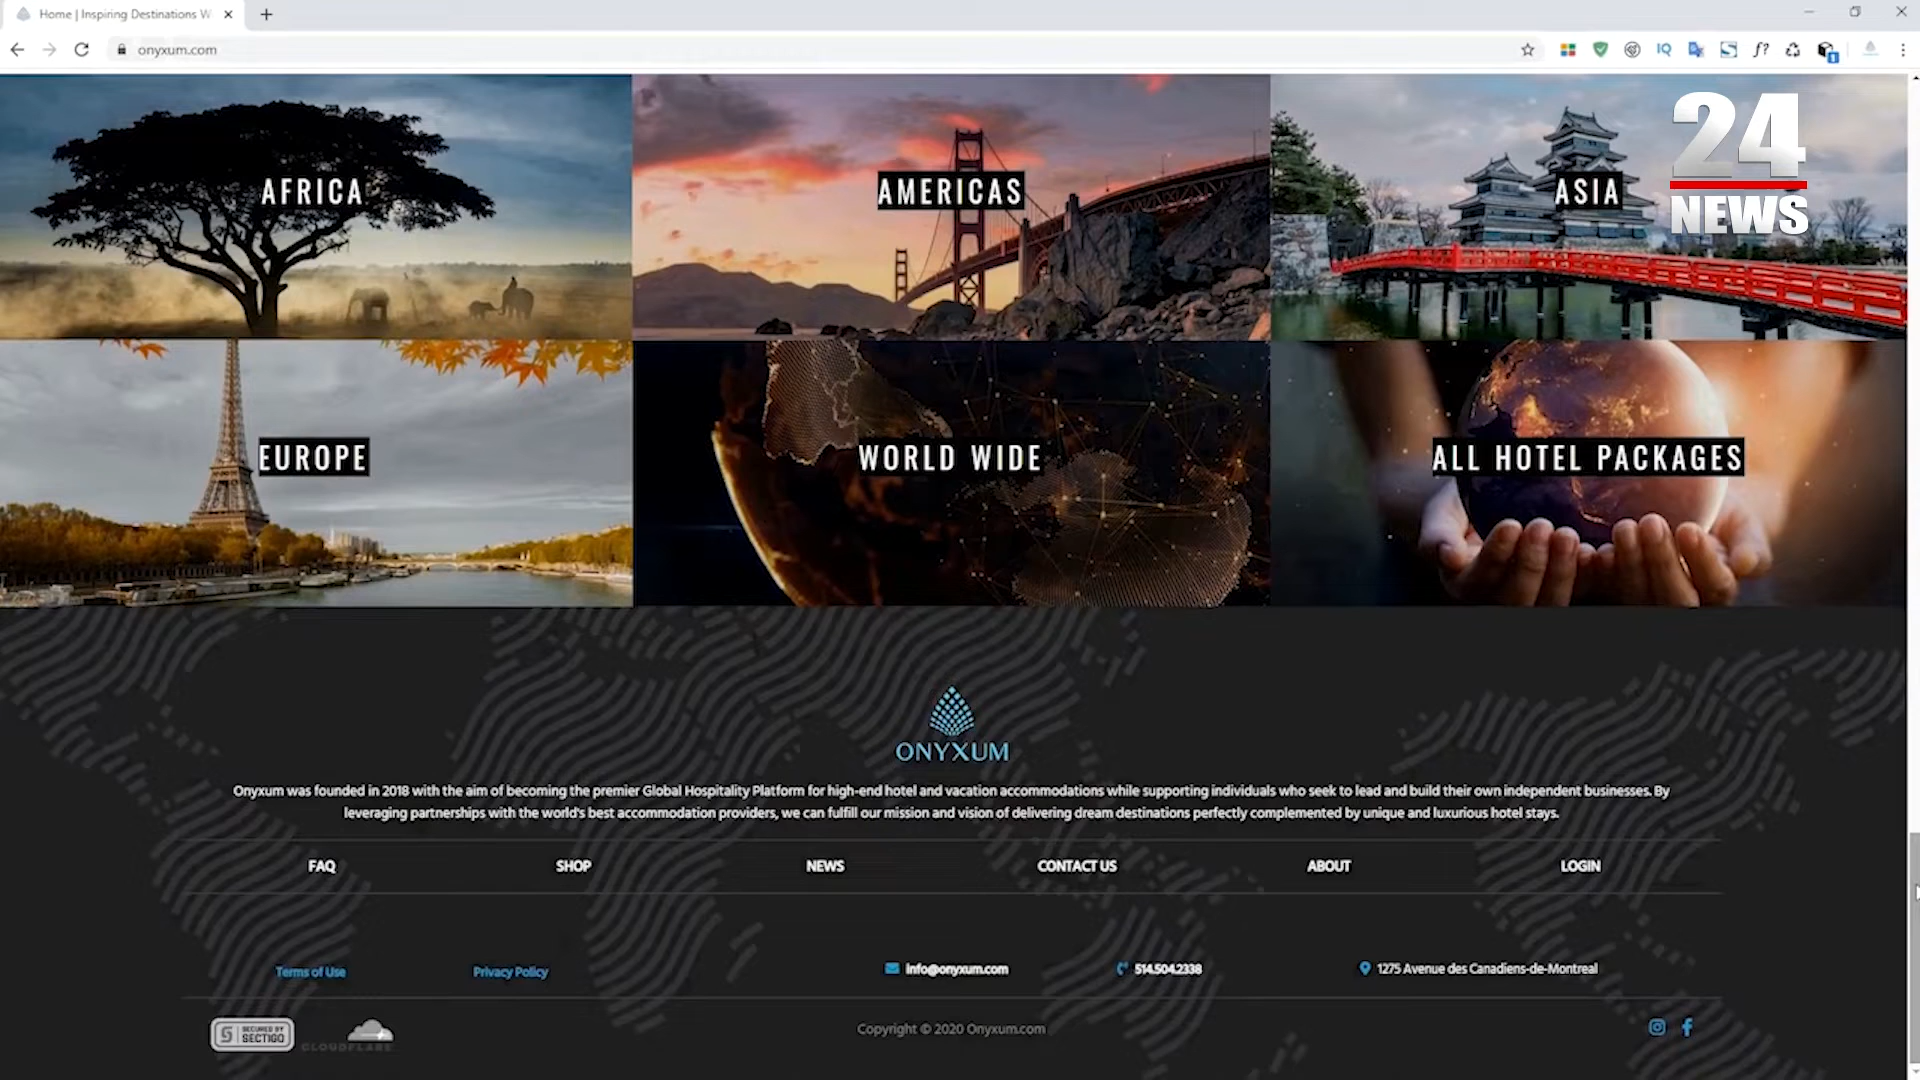 Home | Inspiring Destinations W
onyxum.com
24
NEWS
AFRICA
AMERICAS
ASIA
EUROPE
WORLD WIDE
ALL HOTEL PACKAGES
ONYXUM
Onyxum was founded in 2018 with the aim of becoming the premier Global Hospitality Platform for high-end hotel and vacation accommodations while supporting individuals who seek to lead and build their own independent businesses. By
leveraging partnerships with the world's best accommodation providers, we can fulfill our mission and vision of delivering dream destinations perfectly complemented by unique and luxurious hotel stays.
FAQ SHOP NEWS CONTACT US ABOUT LOGIN
Terms of Use Privacy Policy info@onyxum.com 514.504.2338 1275 Avenue des Canadiens-de-Montreal
SECURED BY
SECTIGO
CLOUDFLARE
Copyright © 2020 Onyxum.com